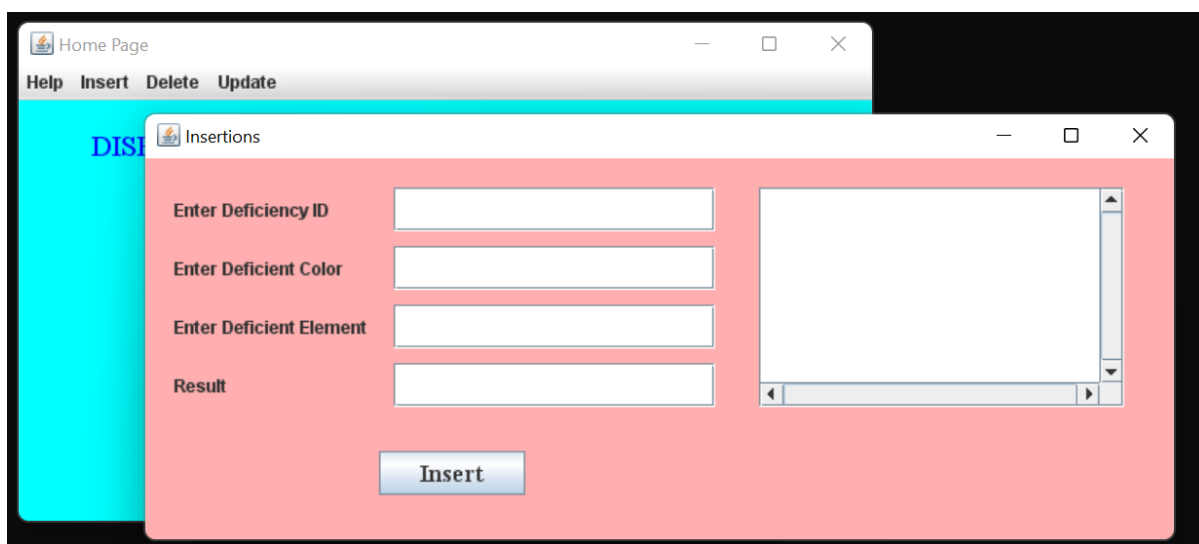 Home Page
Help Insert Delete Update
Insertions
Enter Deficiency ID
Enter Deficient Color
Enter Deficient Element
Result
Insert